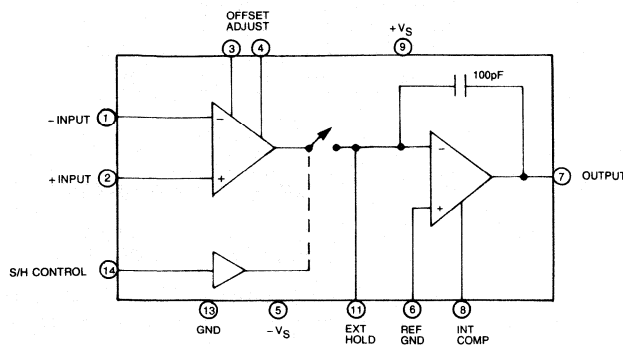 OFFSET
ADJUST
3 4
+VS
9
100pF
- INPUT 1
+ INPUT 2
-
+
-
+
7 OUTPUT
S/H CONTROL 14
13 5 11 6 8
GND
-VS
EXT
HOLD
REF
GND
INT
COMP